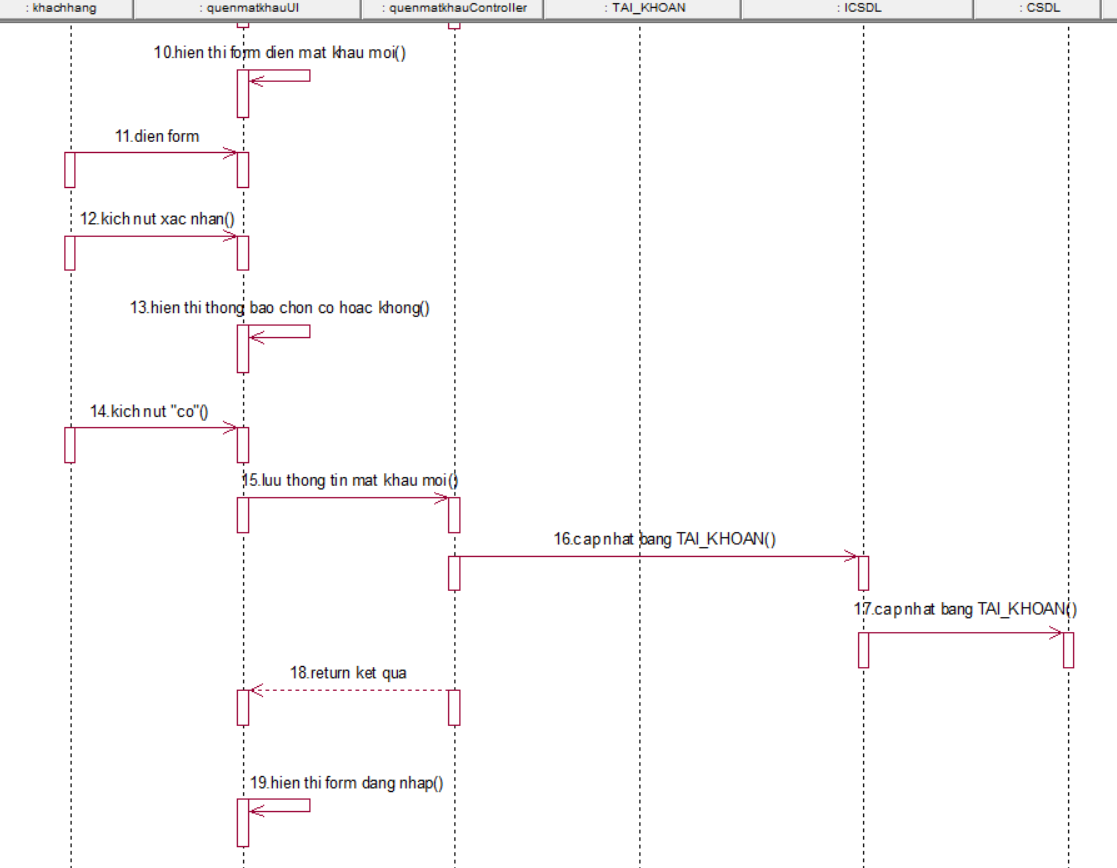 : khachhang
: quenmatkhauUI
: quenmatkhauController
: TAI_KHOAN
: ICSDL
: CSDL
10.hien thi form dien mat khau moi()
11.dien form
12.kich nut xac nhan()
13.hien thi thong bao chon co hoac khong()
14.kich nut "co"()
15.luu thong tin mat khau moi()
16.cap nhat bang TAI_KHOAN()
17.cap nhat bang TAI_KHOAN()
18.return ket qua
19.hien thi form dang nhap()